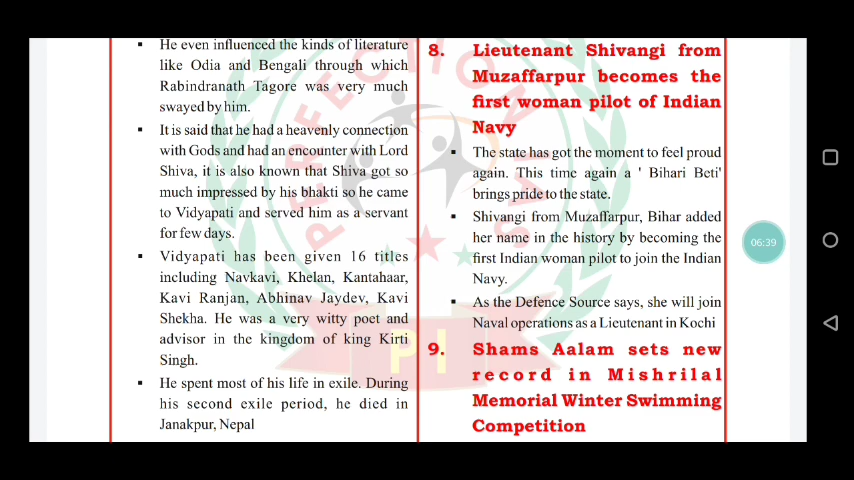 He even influenced the kinds of literature
like Odia and Bengali through which
Rabindranath Tagore was very much
swayed by him.
It is said that he had a heavenly connection
with Gods and had an encounter with Lord
Shiva, it is also known that Shiva got so
much impressed by his bhakti so he came
to Vidyapati and served him as a servant
for few days.
Vidyapati has been given 16 titles
including Navkavi, Khelan, Kantahaar,
Kavi Ranjan, Abhinav Jaydev, Kavi
Shekha. He was a very witty poet and
advisor in the kingdom of king Kirti
Singh.
He spent most of his life in exile. During
his second exile period, he died in
Janakpur, Nepal
8. Lieutenant Shivangi from
Muzaffarpur becomes the
first woman pilot of Indian
Navy
The state has got the moment to feel proud
again. This time again a ' Bihari Beti'
brings pride to the state.
Shivangi from Muzaffarpur, Bihar added
her name in the history by becoming the
first Indian woman pilot to join the Indian
Navy.
As the Defence Source says, she will join
Naval operations as a Lieutenant in Kochi
9. Shams Aalam sets new
record in Mishrilal
Memorial Winter Swimming
Competition
06:39
PERFECTION
PI